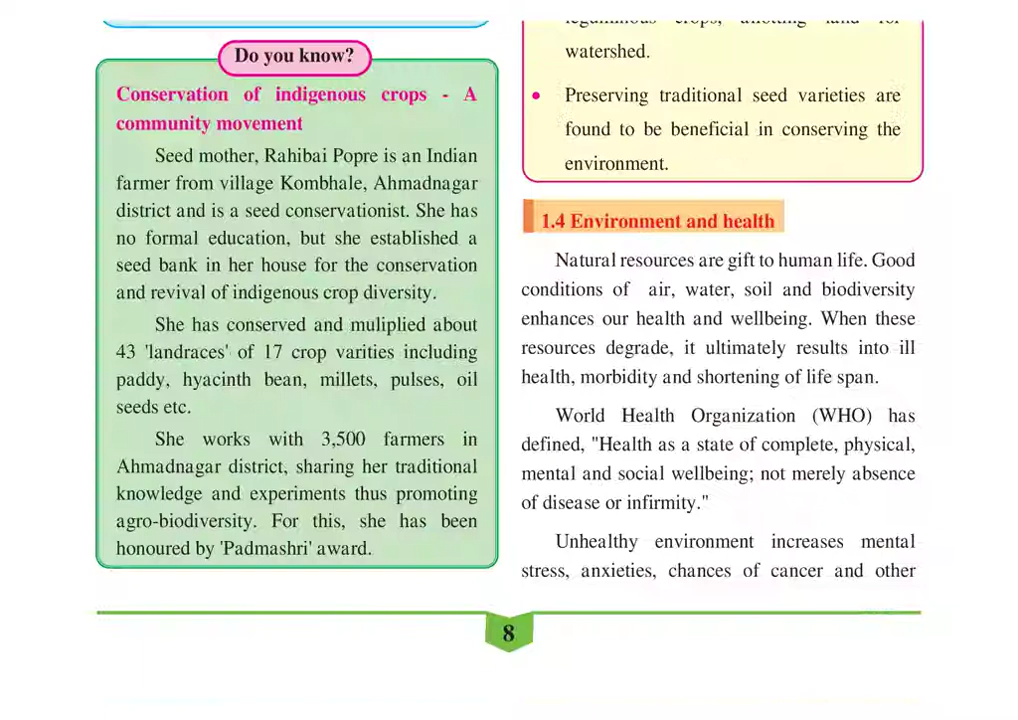 Do you know?
Conservation of indigenous crops - A
community movement
Seed mother, Rahibai Popre is an Indian
farmer from village Kombhale, Ahmadnagar
district and is a seed conservationist. She has
no formal education, but she established a
seed bank in her house for the conservation
and revival of indigenous crop diversity.
She has conserved and muliplied about
43 'landraces' of 17 crop varities including
paddy, hyacinth bean, millets, pulses, oil
seeds etc.
She works with 3,500 farmers in
Ahmadnagar district, sharing her traditional
knowledge and experiments thus promoting
agro-biodiversity. For this, she has been
honoured by 'Padmashri' award.
leguminous crops, allotting land for
watershed.
• Preserving traditional seed varieties are
found to be beneficial in conserving the
environment.
1.4 Environment and health
Natural resources are gift to human life. Good
conditions of air, water, soil and biodiversity
enhances our health and wellbeing. When these
resources degrade, it ultimately results into ill
health, morbidity and shortening of life span.
World Health Organization (WHO) has
defined, "Health as a state of complete, physical,
mental and social wellbeing; not merely absence
of disease or infirmity."
Unhealthy environment increases mental
stress, anxieties, chances of cancer and other
8